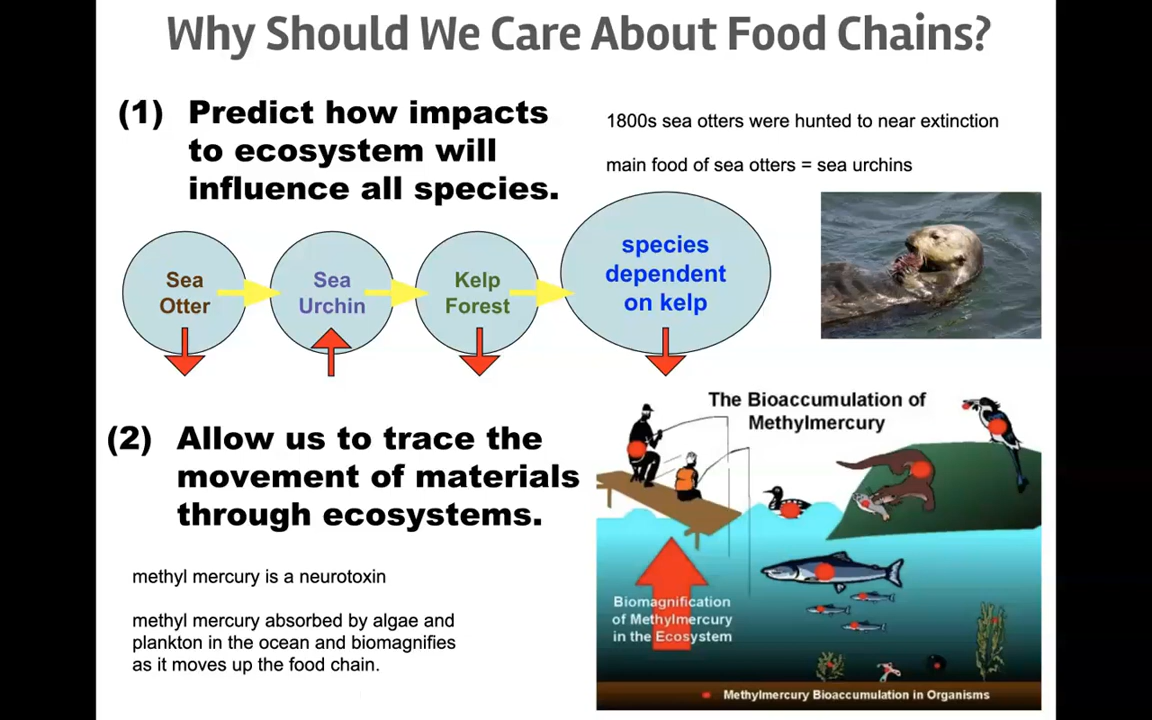 Why Should We Care About Food Chains?
(1) Predict how impacts
to ecosystem will
influence all species.
1800s sea otters were hunted to near extinction
main food of sea otters = sea urchins
Sea
Otter
Sea
Urchin
Kelp
Forest
species
dependent
on kelp
(2) Allow us to trace the
movement of materials
through ecosystems.
methyl mercury is a neurotoxin
methyl mercury absorbed by algae and
plankton in the ocean and biomagnifies
as it moves up the food chain.
The Bioaccumulation of
Methylmercury
Biomagnification
of Methylmercury
in the Ecosystem
Methylmercury Bioaccumulation in Organisms